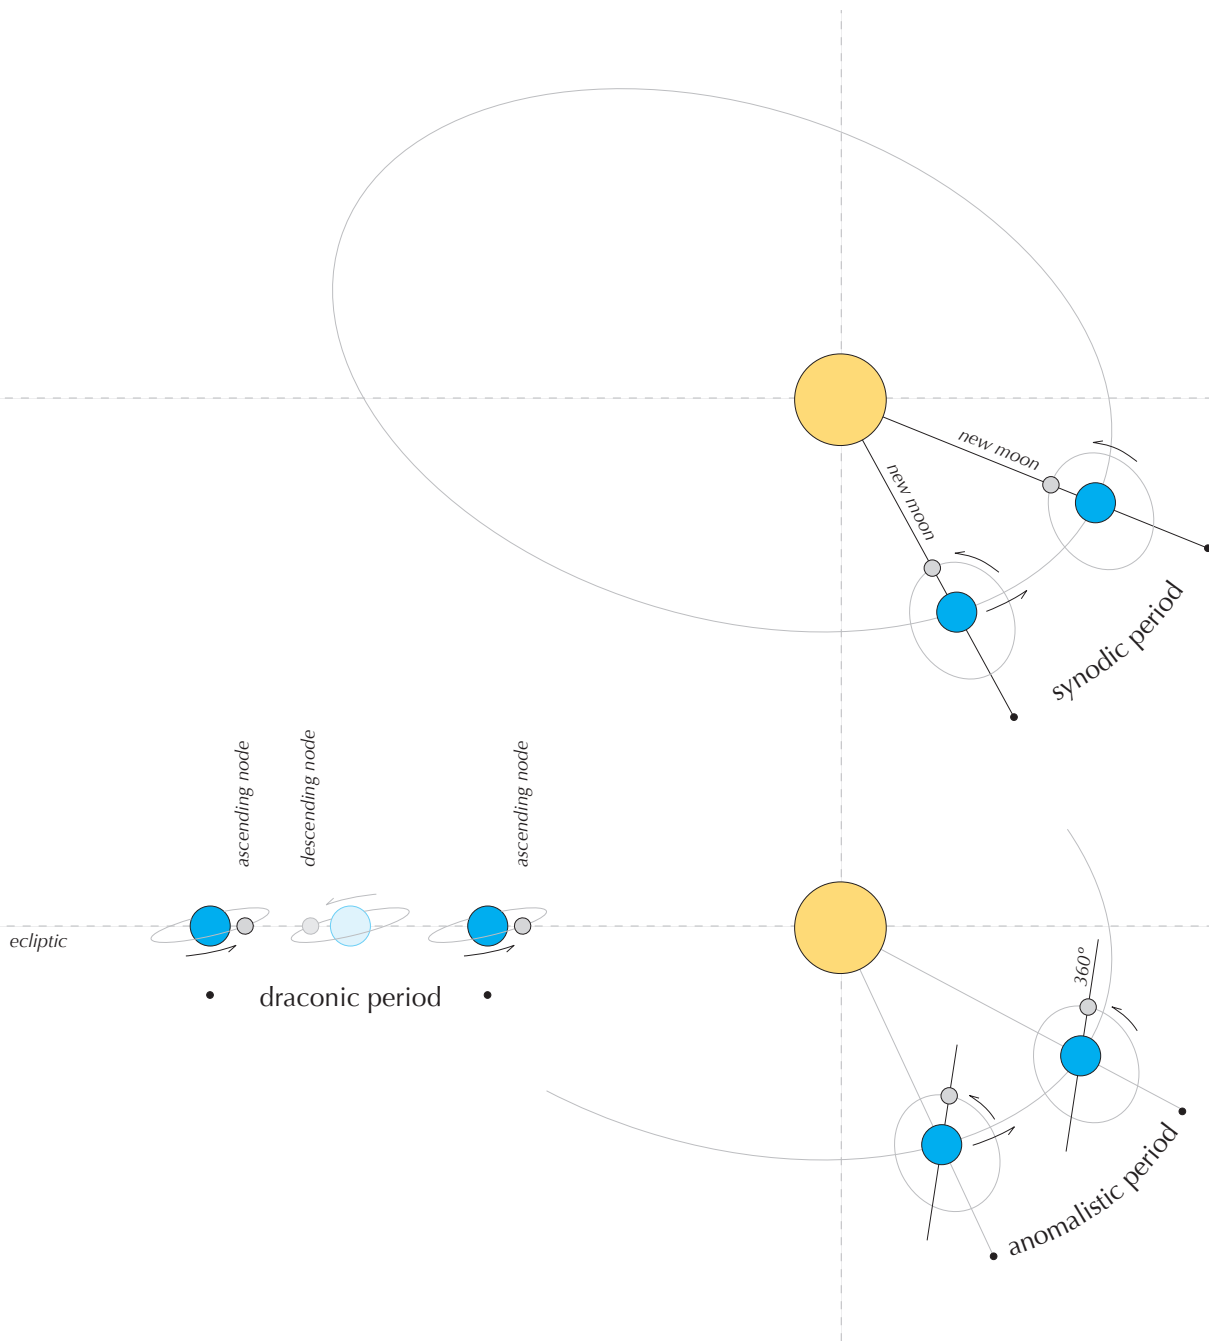 new moon
new moon
synodic period
ascending node
descending node
ascending node
ecliptic
draconic period
360°
anomalistic period